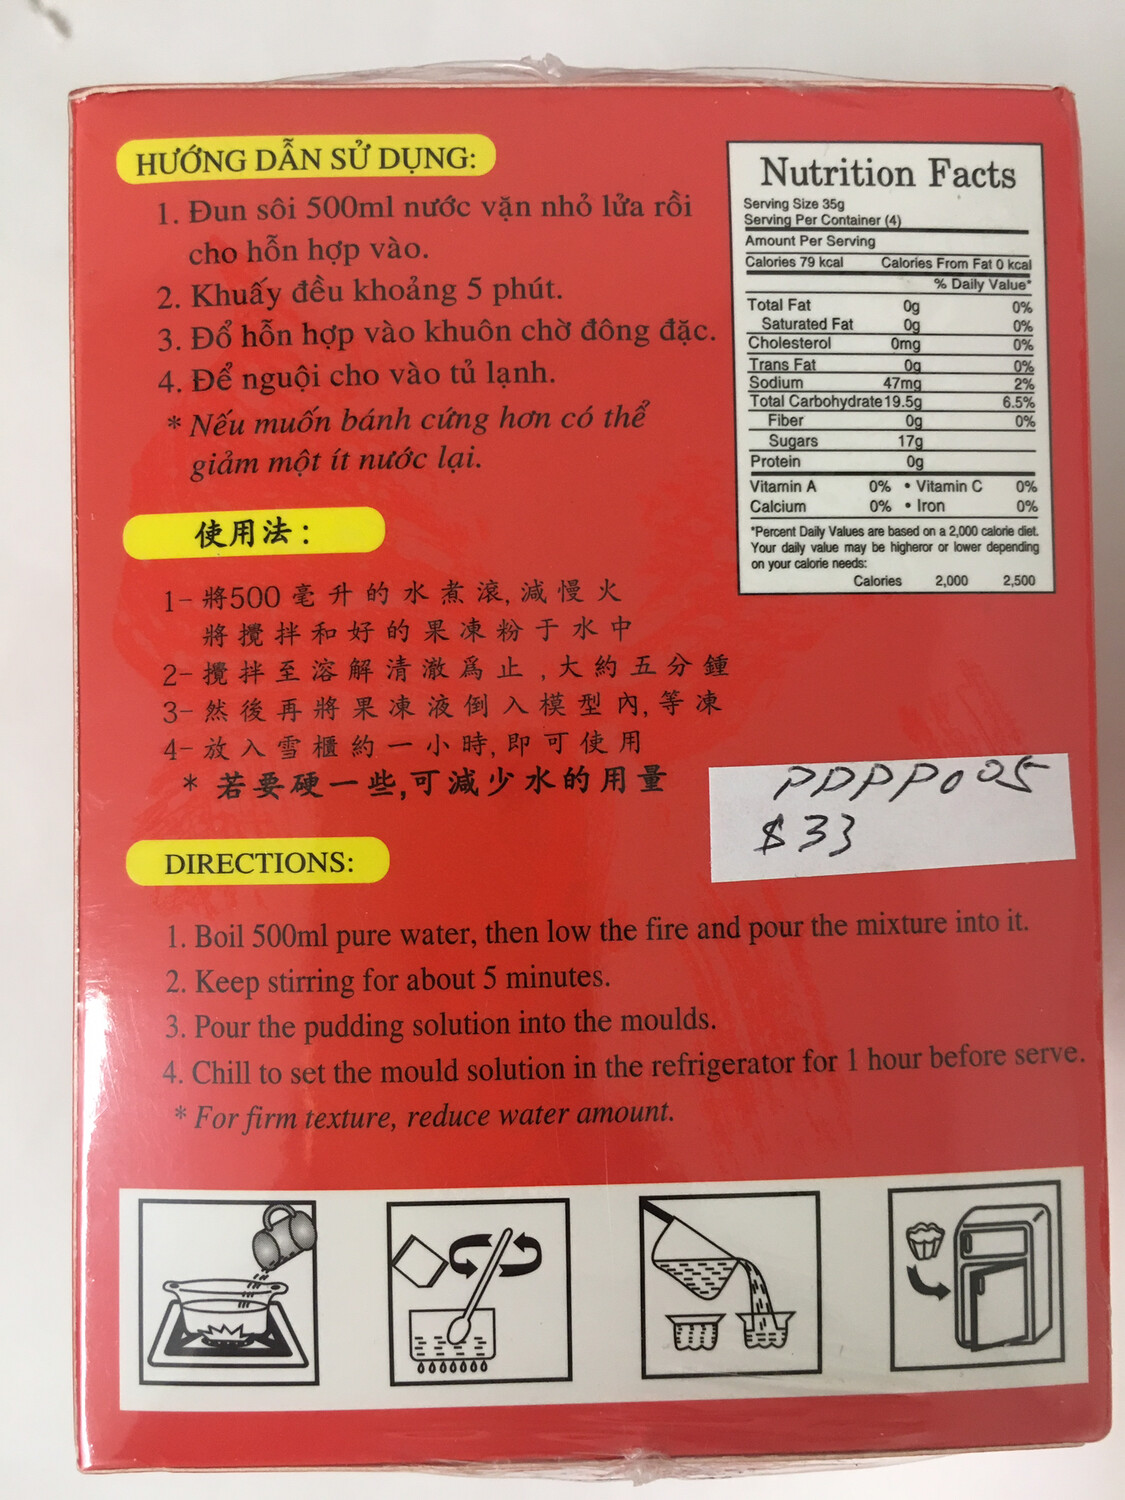 HƯỚNG DẪN SỬ DỤNG:
1. Đun sôi 500ml nước vặn nhỏ lửa rồi
cho hỗn hợp vào.
2. Khuấy đều khoảng 5 phút.
3. Đổ hỗn hợp vào khuôn chờ đông đặc.
4. Để nguội cho vào tủ lạnh.
* Nếu muốn bánh cứng hơn có thể
giảm một ít nước lại.
使用法：
1- 將500毫升的水煮滾, 減慢火
將攪拌和好的果凍粉于水中
2- 攪拌至溶解清澈爲止, 大約五分鍾
3- 然後再將果凍液倒入模型內, 等凍
4- 放入雪櫃約一小時, 即可使用
* 若要硬一些,可減少水的用量
Nutrition Facts
Serving Size 35g
Serving Per Container (4)
Amount Per Serving
Calories 79 kcal Calories From Fat 0 kcal
% Daily Value*
Total Fat 0g 0%
Saturated Fat 0g 0%
Cholesterol 0mg 0%
Trans Fat 0g 0%
Sodium 47mg 2%
Total Carbohydrate 19.5g 6.5%
Fiber 0g 0%
Sugars 17g
Protein 0g
Vitamin A 0% • Vitamin C 0%
Calcium 0% • Iron 0%
*Percent Daily Values are based on a 2,000 calorie diet.
Your daily value may be higheror or lower depending
on your calorie needs:
Calories 2,000 2,500
PDPP005
$33
DIRECTIONS:
1. Boil 500ml pure water, then low the fire and pour the mixture into it.
2. Keep stirring for about 5 minutes.
3. Pour the pudding solution into the moulds.
4. Chill to set the mould solution in the refrigerator for 1 hour before serve.
* For firm texture, reduce water amount.